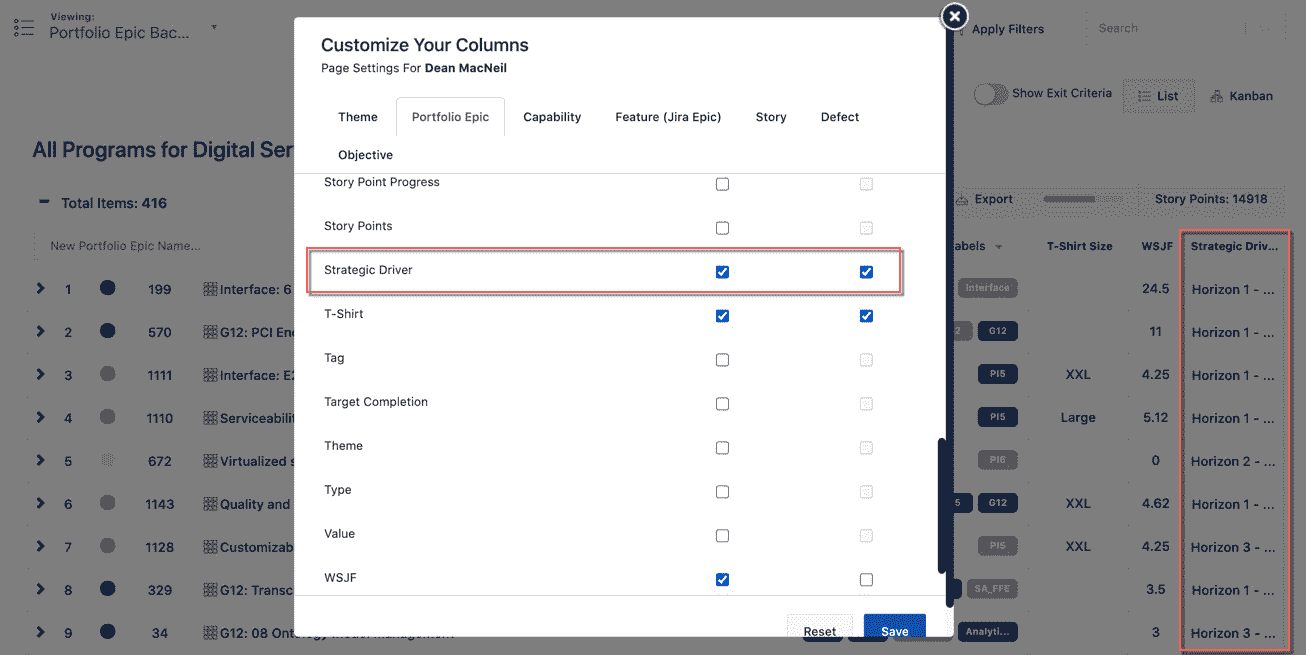 Viewing:
Portfolio Epic Bac...
Customize Your Columns
Page Settings For Dean MacNeil
Apply Filters
Search
Show Exit Criteria
List
Kanban
Theme
Portfolio Epic
Capability
Feature (Jira Epic)
Story
Defect
Objective
All Programs for Digital Ser
Total Items: 416
Export
Story Points: 14918
New Portfolio Epic Name...
abels
T-Shirt Size
WSJF
Strategic Driv...
Story Point Progress
Story Points
Strategic Driver
T-Shirt
Tag
Target Completion
Theme
Type
Value
WSJF
Reset
Save
1 199 Interface: 6 Interface 24.5 Horizon 1 - ...
2 570 G12: PCI En 2 G12 11 Horizon 1 - ...
3 1111 Interface: E2 PI5 XXL 4.25 Horizon 1 - ...
4 1110 Serviceabilit PI5 Large 5.12 Horizon 1 - ...
5 672 Virtualized s PI6 0 Horizon 2 - ...
6 1143 Quality and 5 G12 XXL 4.62 Horizon 1 - ...
7 1128 Customizab PI5 XXL 4.25 Horizon 3 - ...
8 329 G12: Transc SA_FFE 3.5 Horizon 1 - ...
9 34 G12: 08 Ontology Model Management Analyti... 3 Horizon 3 - ...